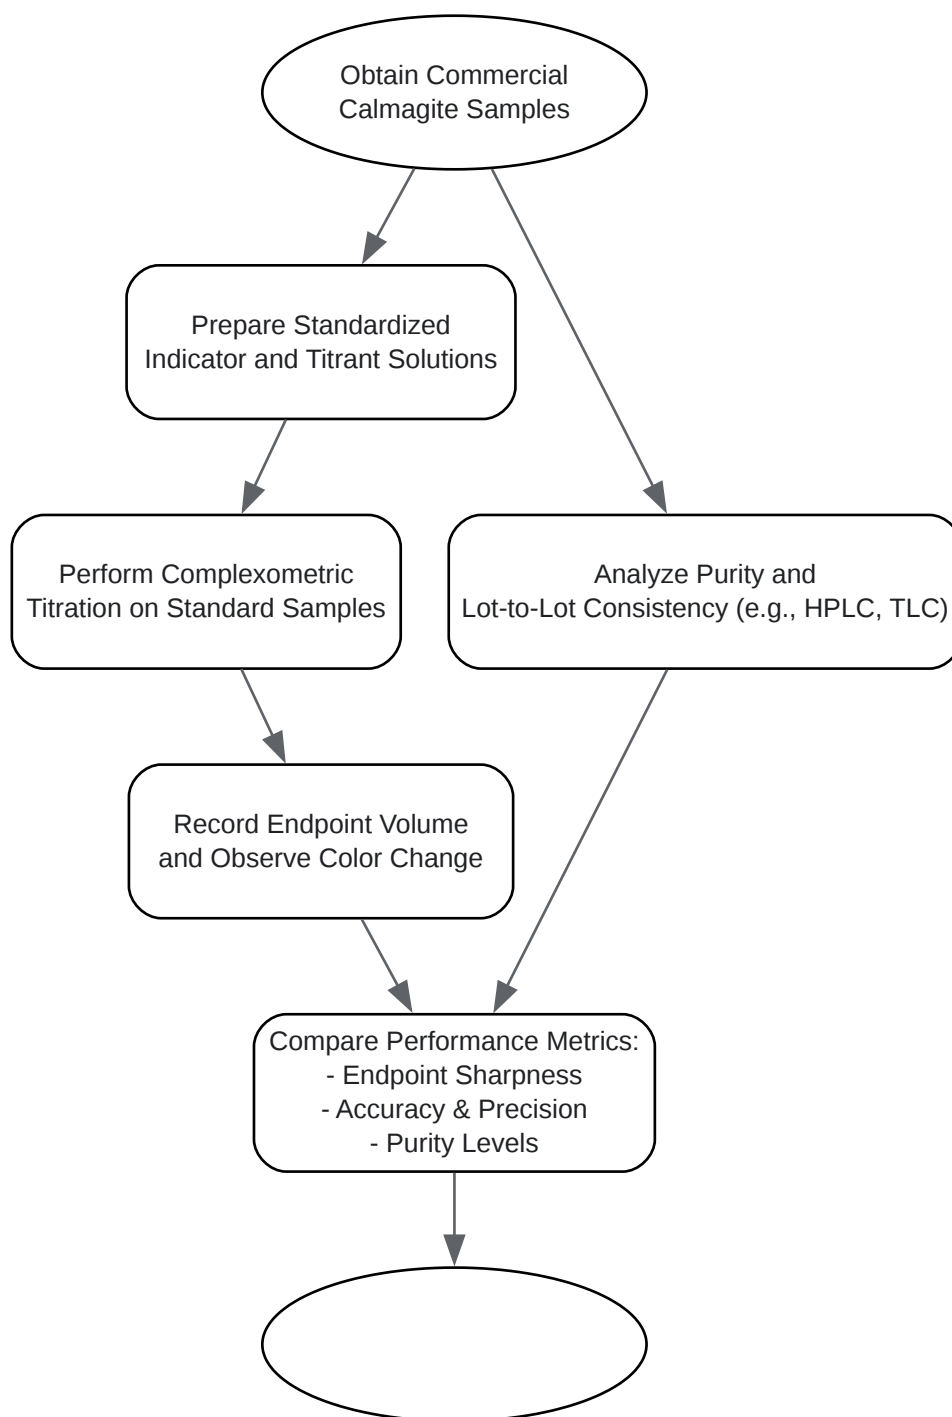 Obtain Commercial
Calmagite Samples
Prepare Standardized
Indicator and Titrant Solutions
Perform Complexometric
Titration on Standard Samples
Analyze Purity and
Lot-to-Lot Consistency (e.g., HPLC, TLC)
Record Endpoint Volume
and Observe Color Change
Compare Performance Metrics:
- Endpoint Sharpness
- Accuracy & Precision
- Purity Levels